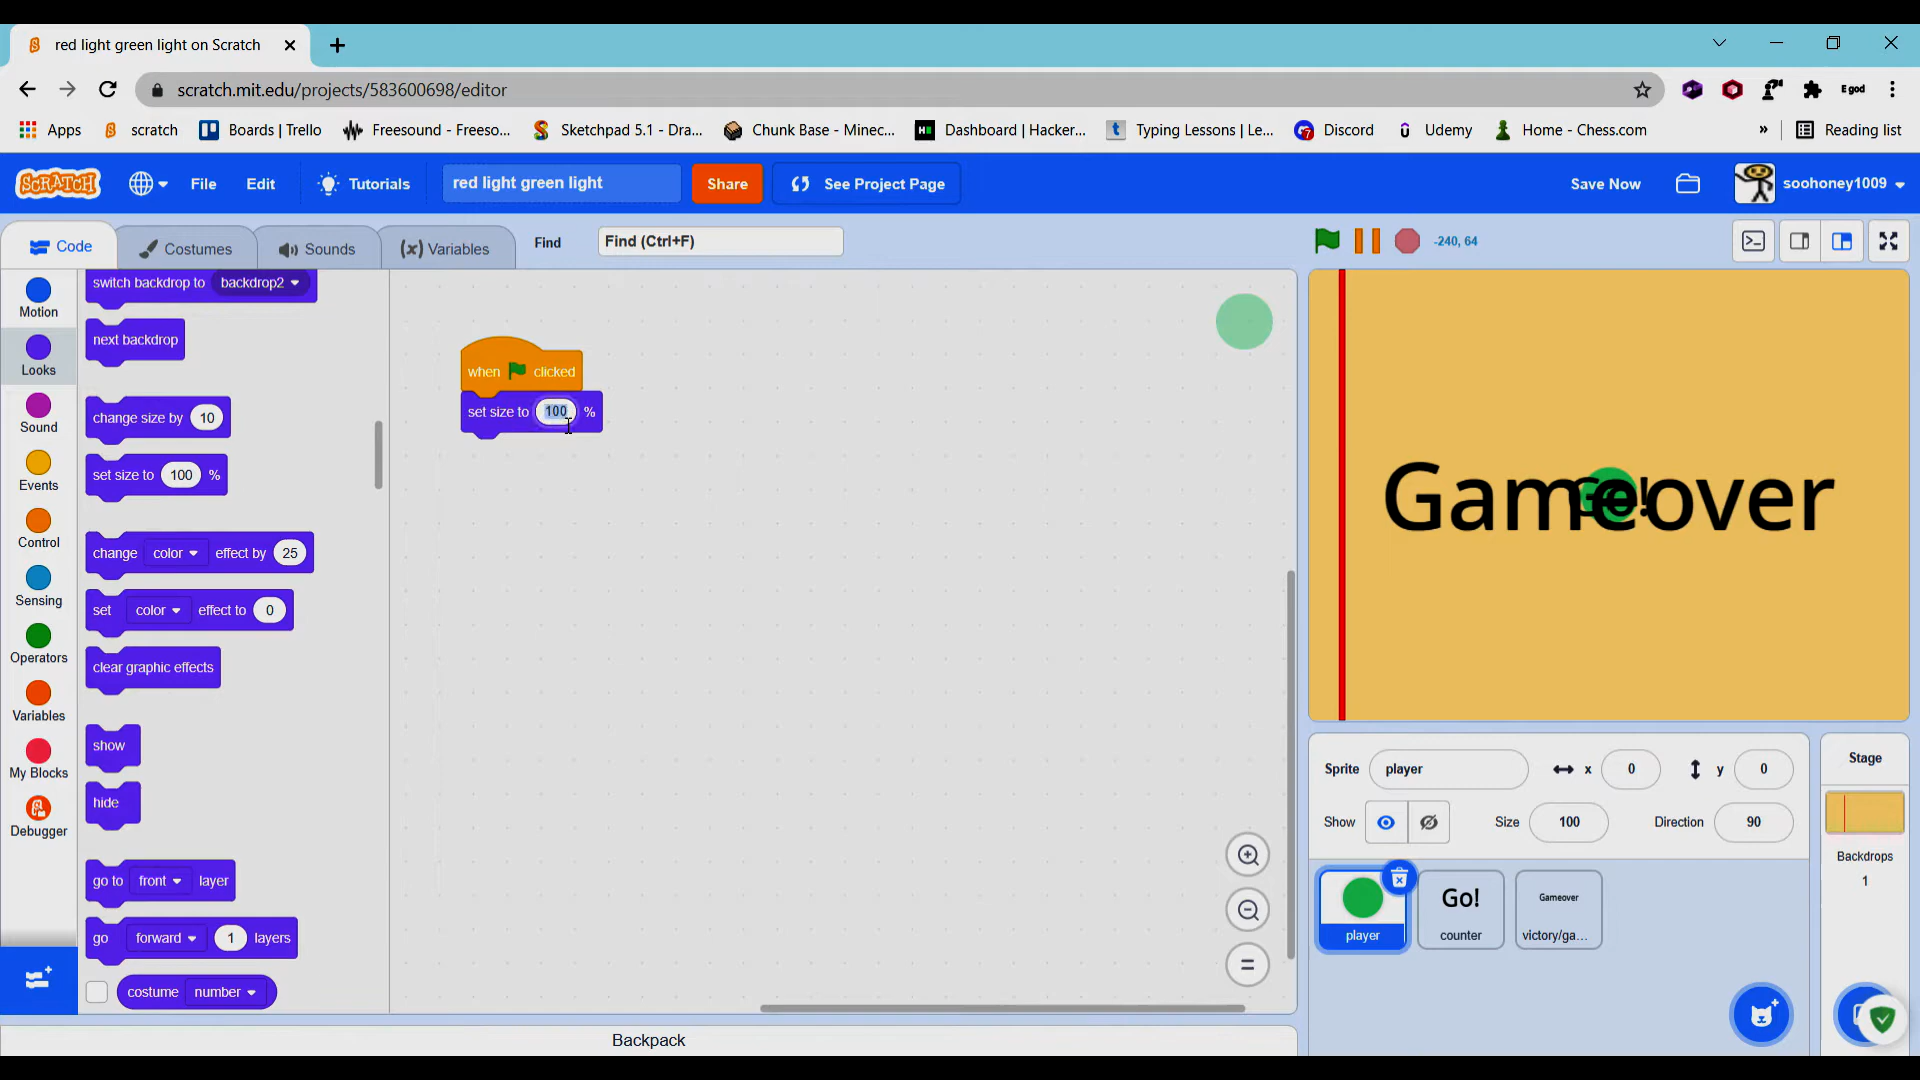 red light green light on Scratch
scratch.mit.edu/projects/583600698/editor
E god
Apps
scratch
Boards | Trello
Freesound - Freeso...
Sketchpad 5.1 - Dra...
Chunk Base - Minec...
Dashboard | Hacker...
Typing Lessons | Le...
Discord
Udemy
Home - Chess.com
»
Reading list
SCRATCH
File
Edit
Tutorials
red light green light
Share
See Project Page
Save Now
soohoney1009
Code
Costumes
Sounds
(x) Variables
Find
Find (Ctrl+F)
-240, 64
Motion
Looks
Sound
Events
Control
Sensing
Operators
Variables
My Blocks
Debugger
switch backdrop to backdrop2
next backdrop
change size by 10
set size to 100 %
change color effect by 25
set color effect to 0
clear graphic effects
show
hide
go to front layer
go forward 1 layers
costume number
when clicked
set size to 100 %
Backpack
Gameover
Go!
Sprite player x 0 y 0
Show Size 100 Direction 90
player
Go!
counter
Gameover
victory/ga...
Stage
Backdrops
1